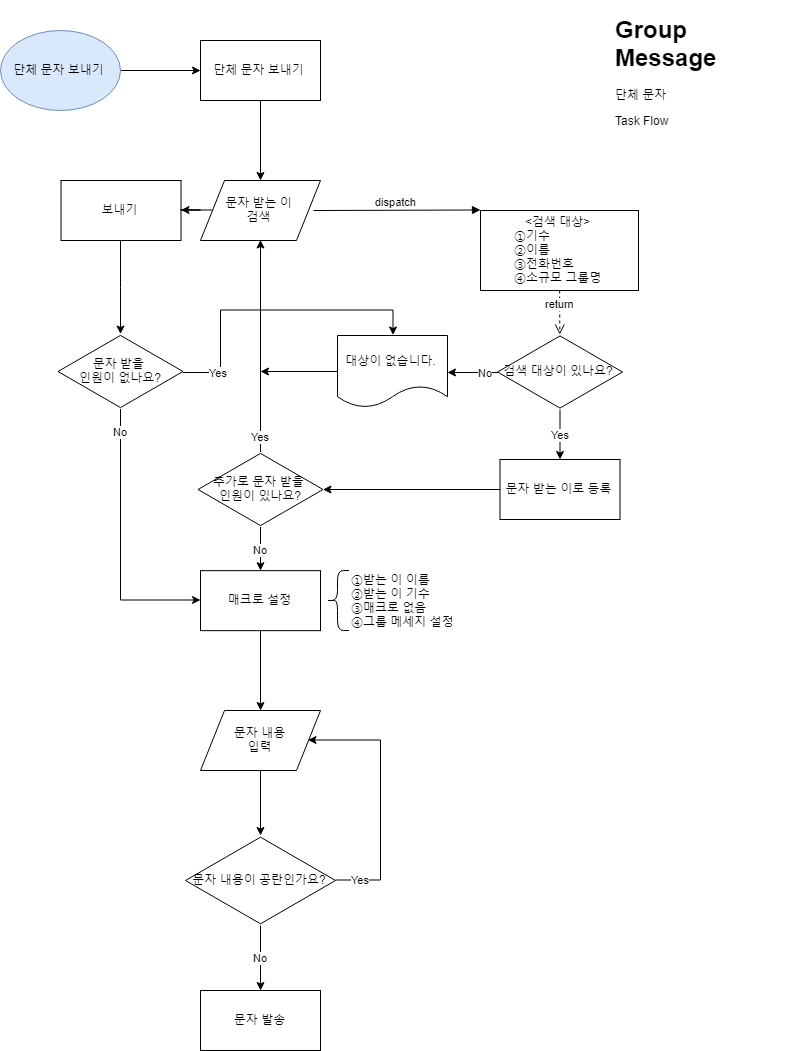 Group
Message
단체 문자
Task Flow
단체 문자 보내기
단체 문자 보내기
보내기
문자 받는 이
검색
dispatch
<검색 대상>
①기수
②이름
③전화번호
④소규모 그룹명
return
문자 받을
인원이 없나요?
Yes
대상이 없습니다.
No
검색 대상이 있나요?
No
Yes
Yes
추가로 문자 받을
인원이 있나요?
문자 받는 이로 등록
No
매크로 설정
①받는 이 이름
②받는 이 기수
③매크로 없음
④그룹 메세지 설정
문자 내용
입력
문자 내용이 공란인가요?
Yes
No
문자 발송